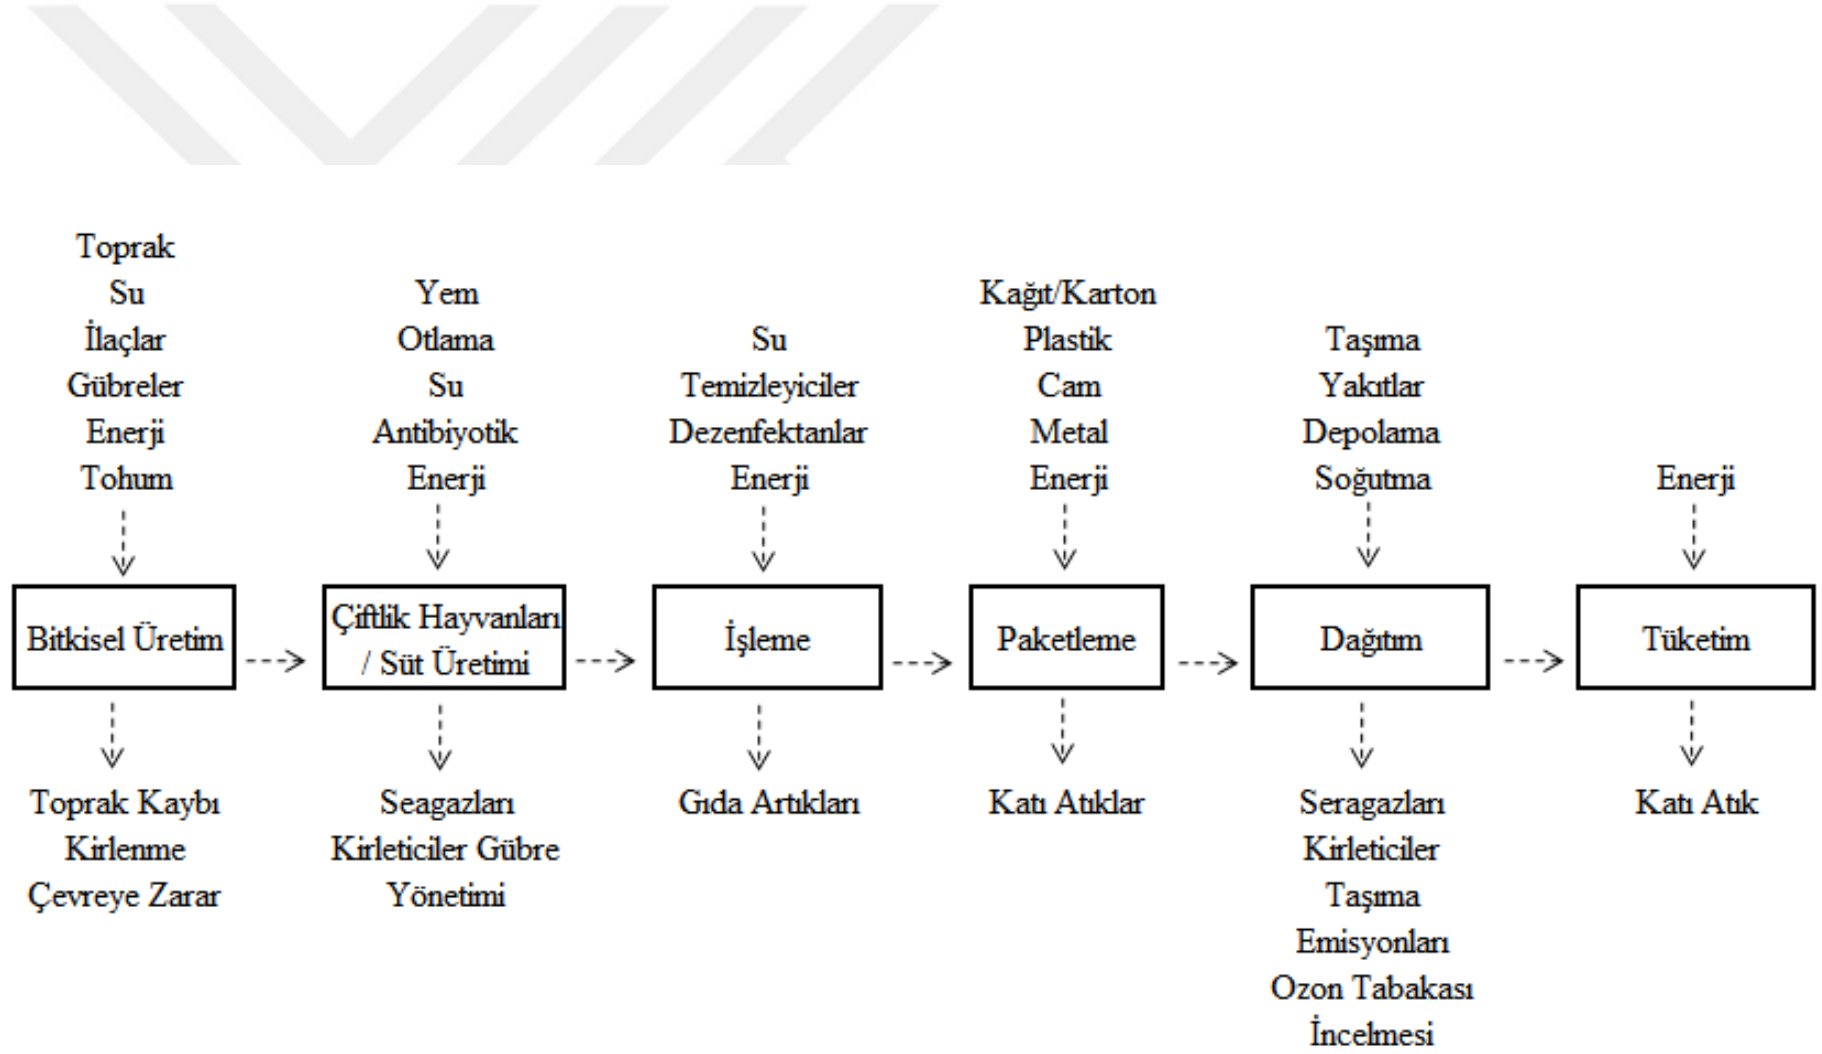 Toprak
Su
İlaçlar
Gübreler
Enerji
Tohum
Yem
Otlama
Su
Antibiyotik
Enerji
Su
Temizleyiciler
Dezenfektanlar
Enerji
Kağıt/Karton
Plastik
Cam
Metal
Enerji
Taşıma
Yakıtlar
Depolama
Soğutma
Enerji
Bitkisel Üretim
Çiftlik Hayvanları
/ Süt Üretimi
İşleme
Paketleme
Dağıtım
Tüketim
Toprak Kaybı
Kirlenme
Çevreye Zarar
Seagazları
Kirleticiler Gübre
Yönetimi
Gıda Artıkları
Katı Atıklar
Seragazları
Kirleticiler
Taşıma
Emisyonları
Ozon Tabakası
İncelmesi
Katı Atık